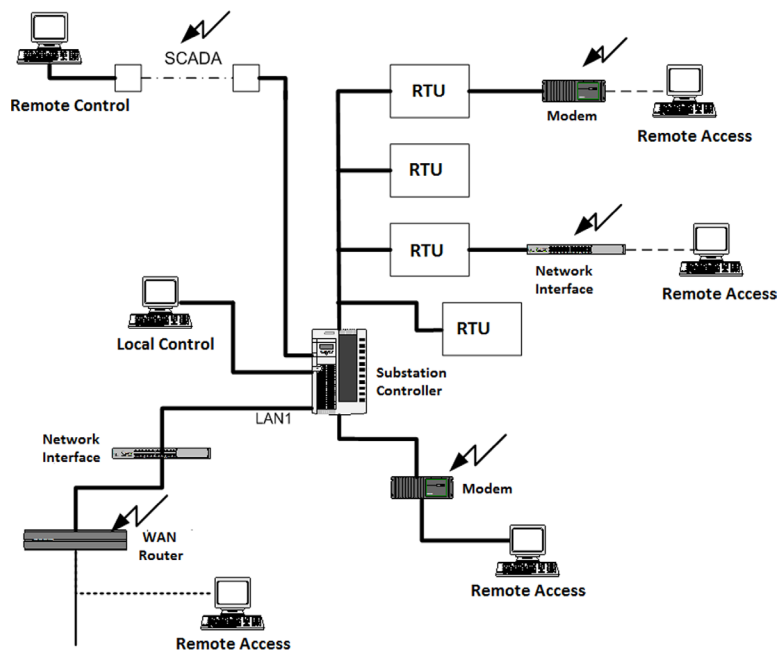 SCADA
Remote Control
RTU
Modem
Remote Access
RTU
RTU
Network
Interface
Remote Access
RTU
Local Control
Substation
Controller
LAN1
Network
Interface
Modem
WAN
Router
Remote Access
Remote Access